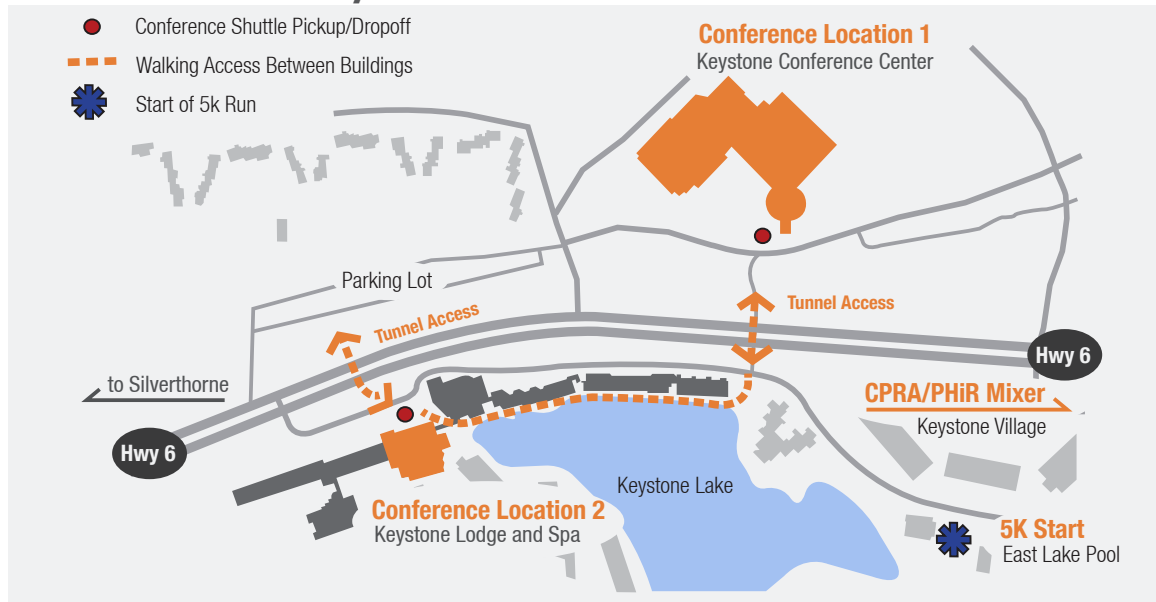 Conference Shuttle Pickup/Dropoff
Walking Access Between Buildings
Start of 5k Run
Conference Location 1
Keystone Conference Center
Parking Lot
Tunnel Access
Tunnel Access
to Silverthorne
Hwy 6
Hwy 6
CPRA/PHiR Mixer
Keystone Village
Keystone Lake
Conference Location 2
Keystone Lodge and Spa
5K Start
East Lake Pool